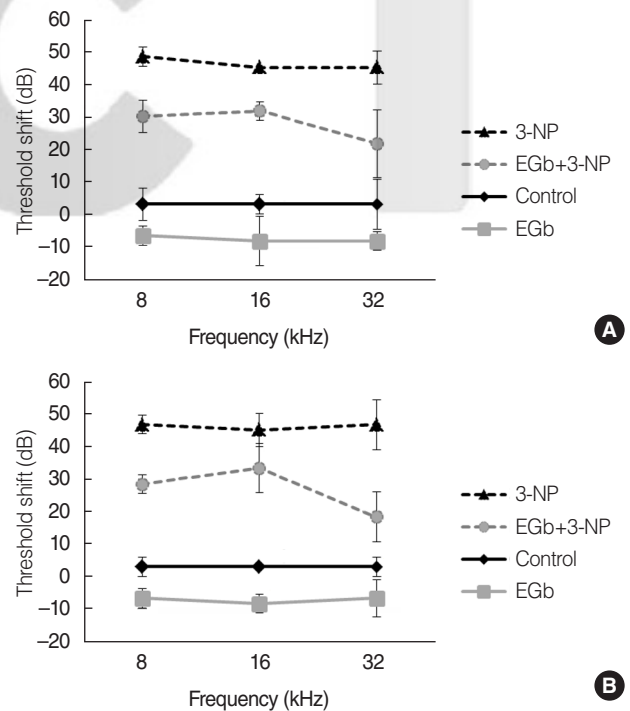 60
50
40
30
20
10
0
–10
–20
Threshold shift (dB)
8 16 32
Frequency (kHz)
3-NP
EGb+3-NP
Control
EGb
A
60
50
40
30
20
10
0
–10
–20
Threshold shift (dB)
8 16 32
Frequency (kHz)
3-NP
EGb+3-NP
Control
EGb
B